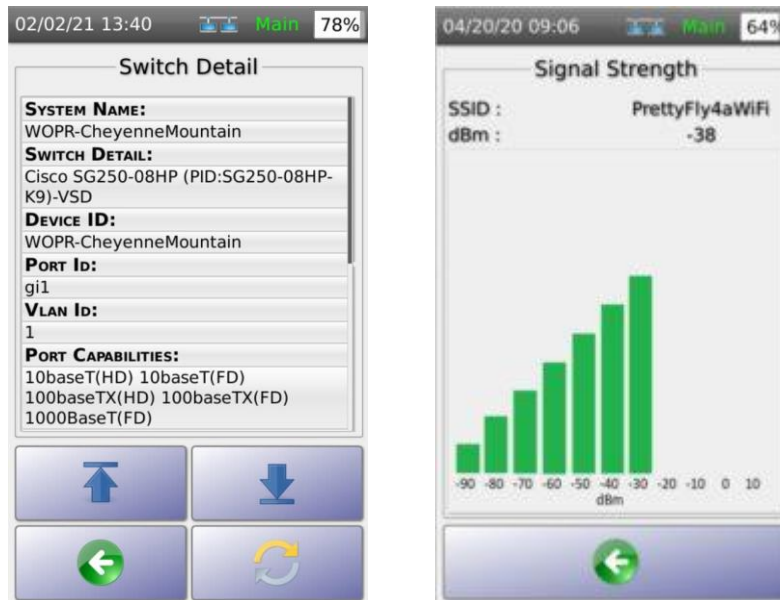 02/02/21 13:40 Main 78%
Switch Detail
SYSTEM NAME:
WOPR-CheyenneMountain
SWITCH DETAIL:
Cisco SG250-08HP (PID:SG250-08HP-
K9)-VSD
DEVICE ID:
WOPR-CheyenneMountain
PORT ID:
gi1
VLAN ID:
1
PORT CAPABILITIES:
10baseT(HD) 10baseT(FD)
100baseTX(HD) 100baseTX(FD)
1000BaseT(FD)
04/20/20 09:06 Main 64%
Signal Strength
SSID : PrettyFly4aWiFi
dBm : -38
-90 -80 -70 -60 -50 -40 -30 -20 -10 0 10
dBm